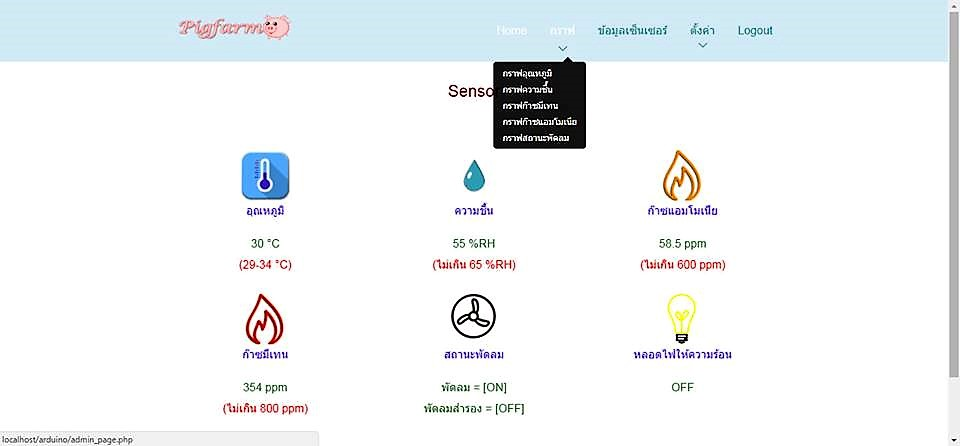 Pigfarm
Home กราฟ ข้อมูลเซ็นเซอร์ ตั้งค่า Logout
กราฟอุณหภูมิ
กราฟความชื้น
กราฟก๊าซมีเทน
กราฟก๊าซแอมโมเนีย
กราฟสถานะพัดลม
Sensor
อุณหภูมิ ความชื้น ก๊าซแอมโมเนีย
30 °C 55 %RH 58.5 ppm
(29-34 °C) (ไม่เกิน 65 %RH) (ไม่เกิน 600 ppm)
ก๊าซมีเทน สถานะพัดลม หลอดไฟให้ความร้อน
354 ppm พัดลม = [ON] OFF
(ไม่เกิน 800 ppm) พัดลมสำรอง = [OFF]
localhost/arduino/admin_page.php